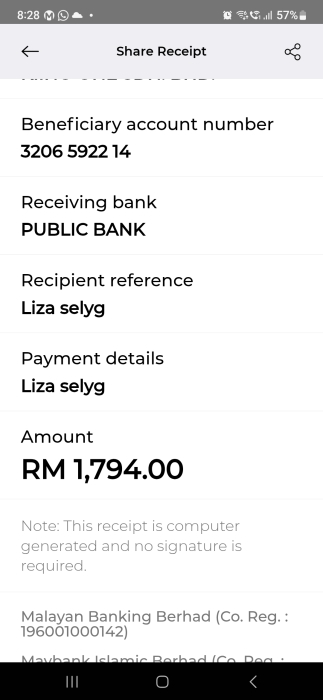 8:28
57%
Share Receipt
Beneficiary account number
3206 5922 14
Receiving bank
PUBLIC BANK
Recipient reference
Liza selyg
Payment details
Liza selyg
Amount
RM 1,794.00
Note: This receipt is computer
generated and no signature is
required.
Malayan Banking Berhad (Co. Reg. :
196001000142)
Maybank Islamic Berhad (Co. Reg. :